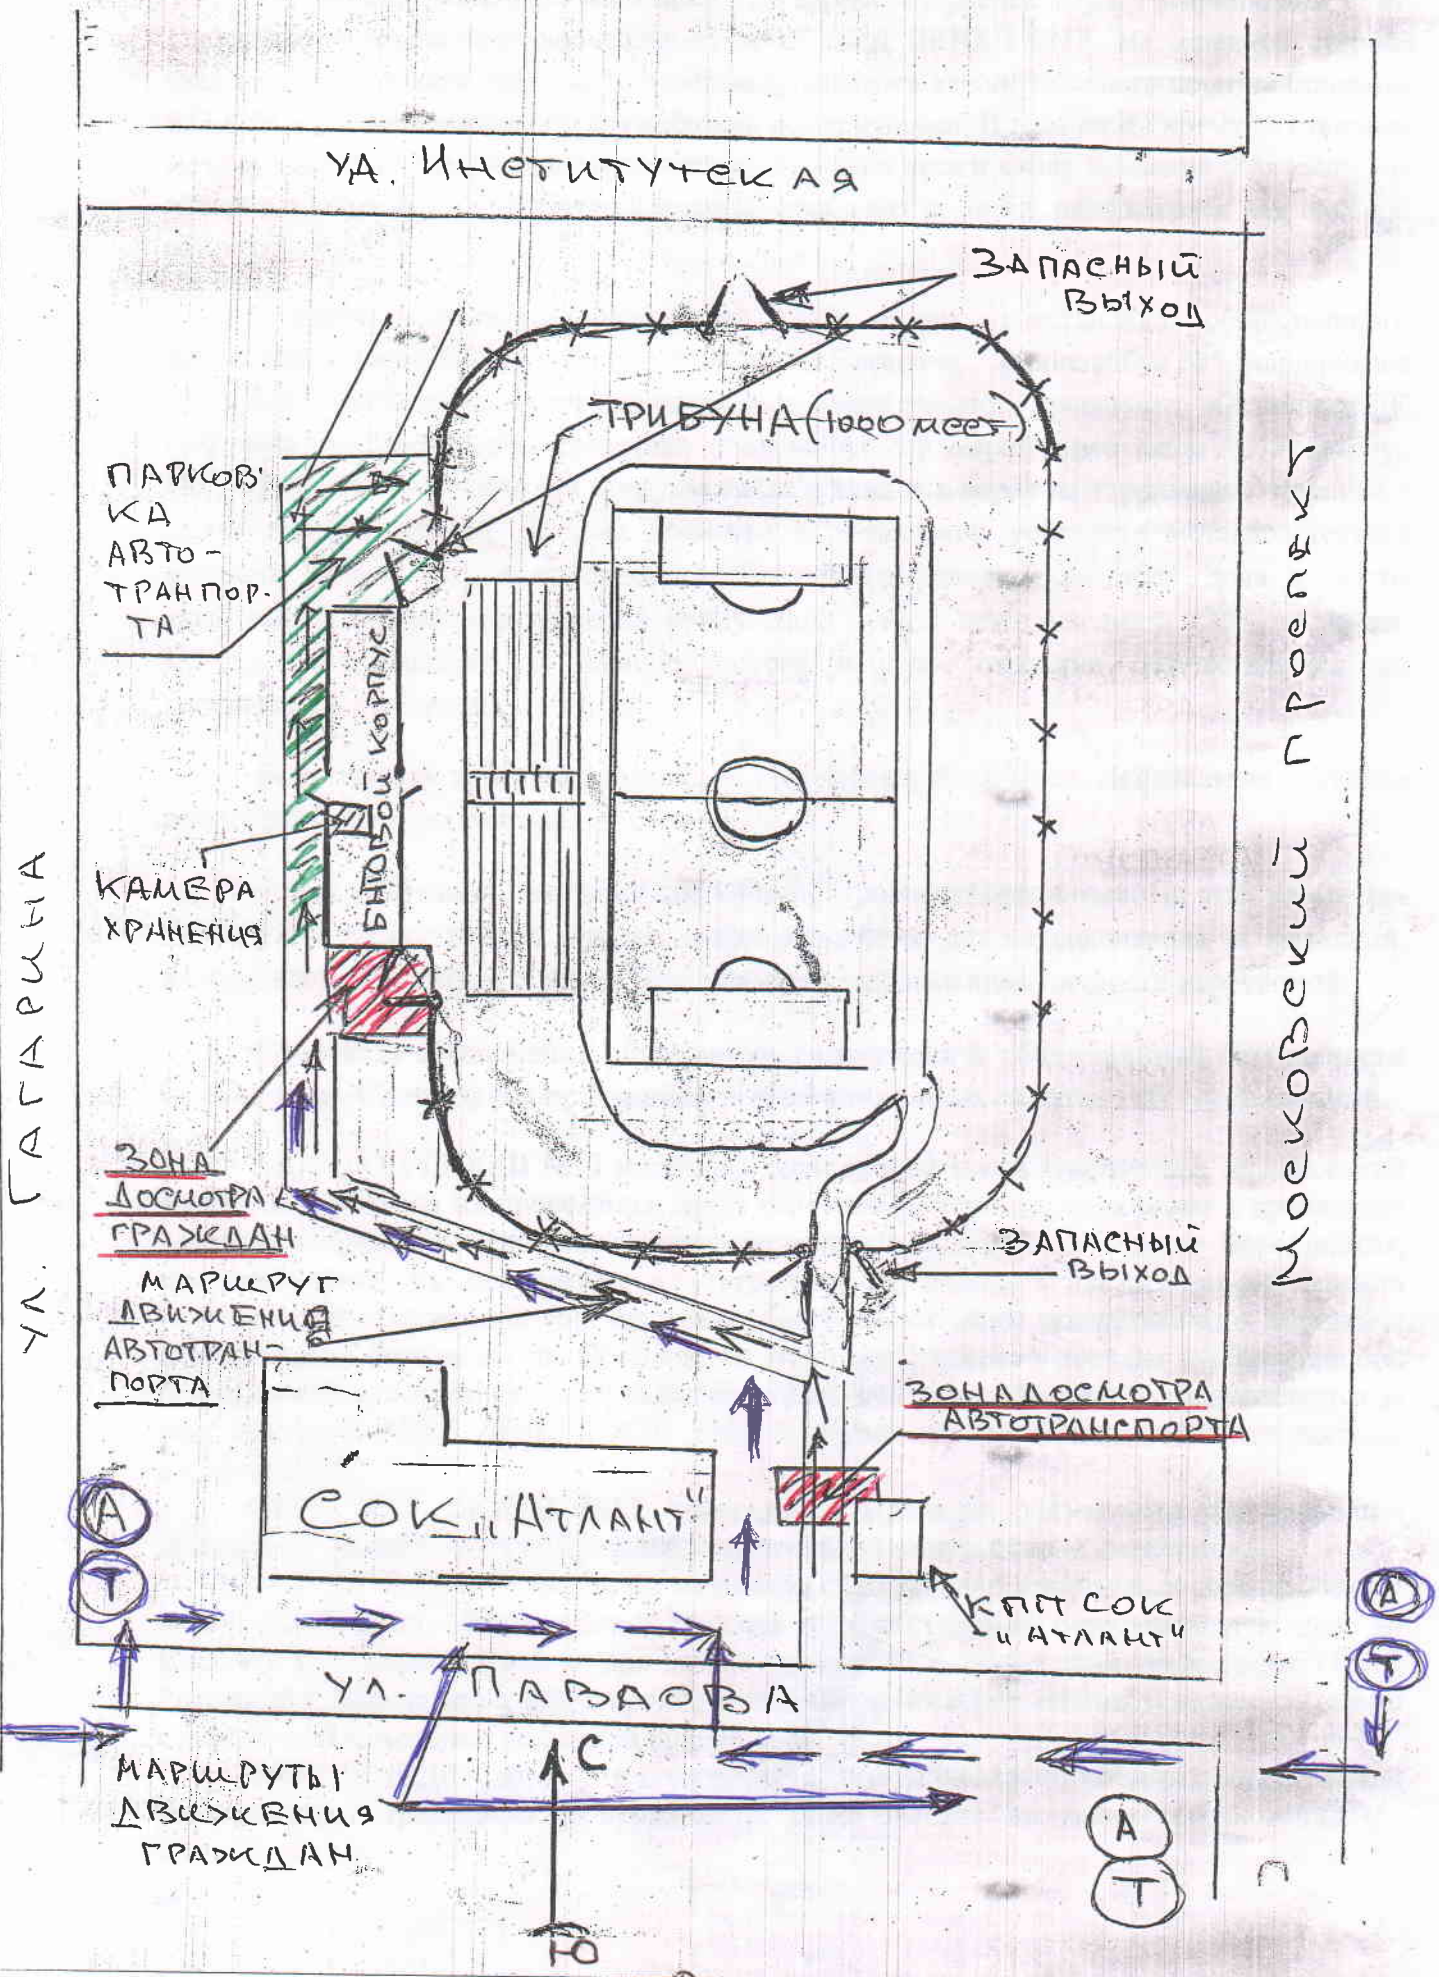 ул. Институтская
ЗАПАСНЫЙ
ВЫХОД
ТРИБУНА (1000 мест)
ПАРКОВ-
КА
АВТО-
ТРАНПОР-
ТА
БЫТОВОЙ КОРПУС
КАМЕРА
ХРАНЕНИЯ
УЛ. ГАГАРИНА
Московский проспект
ЗОНА
ДОСМОТРА
ГРАЖДАН
ЗАПАСНЫЙ
ВЫХОД
МАРШРУТ
ДВИЖЕНИЯ
АВТОТРАН-
ПОРТА
ЗОНА ДОСМОТРА
АВТОТРАНСПОРТА
СОК „Атлант"
А
Т
КПП СОК
„Атлант"
А
Т
ул. ПАВЛОВА
С
МАРШРУТЫ
ДВИЖЕНИЯ
ГРАЖДАН
А
Т
П
Ю